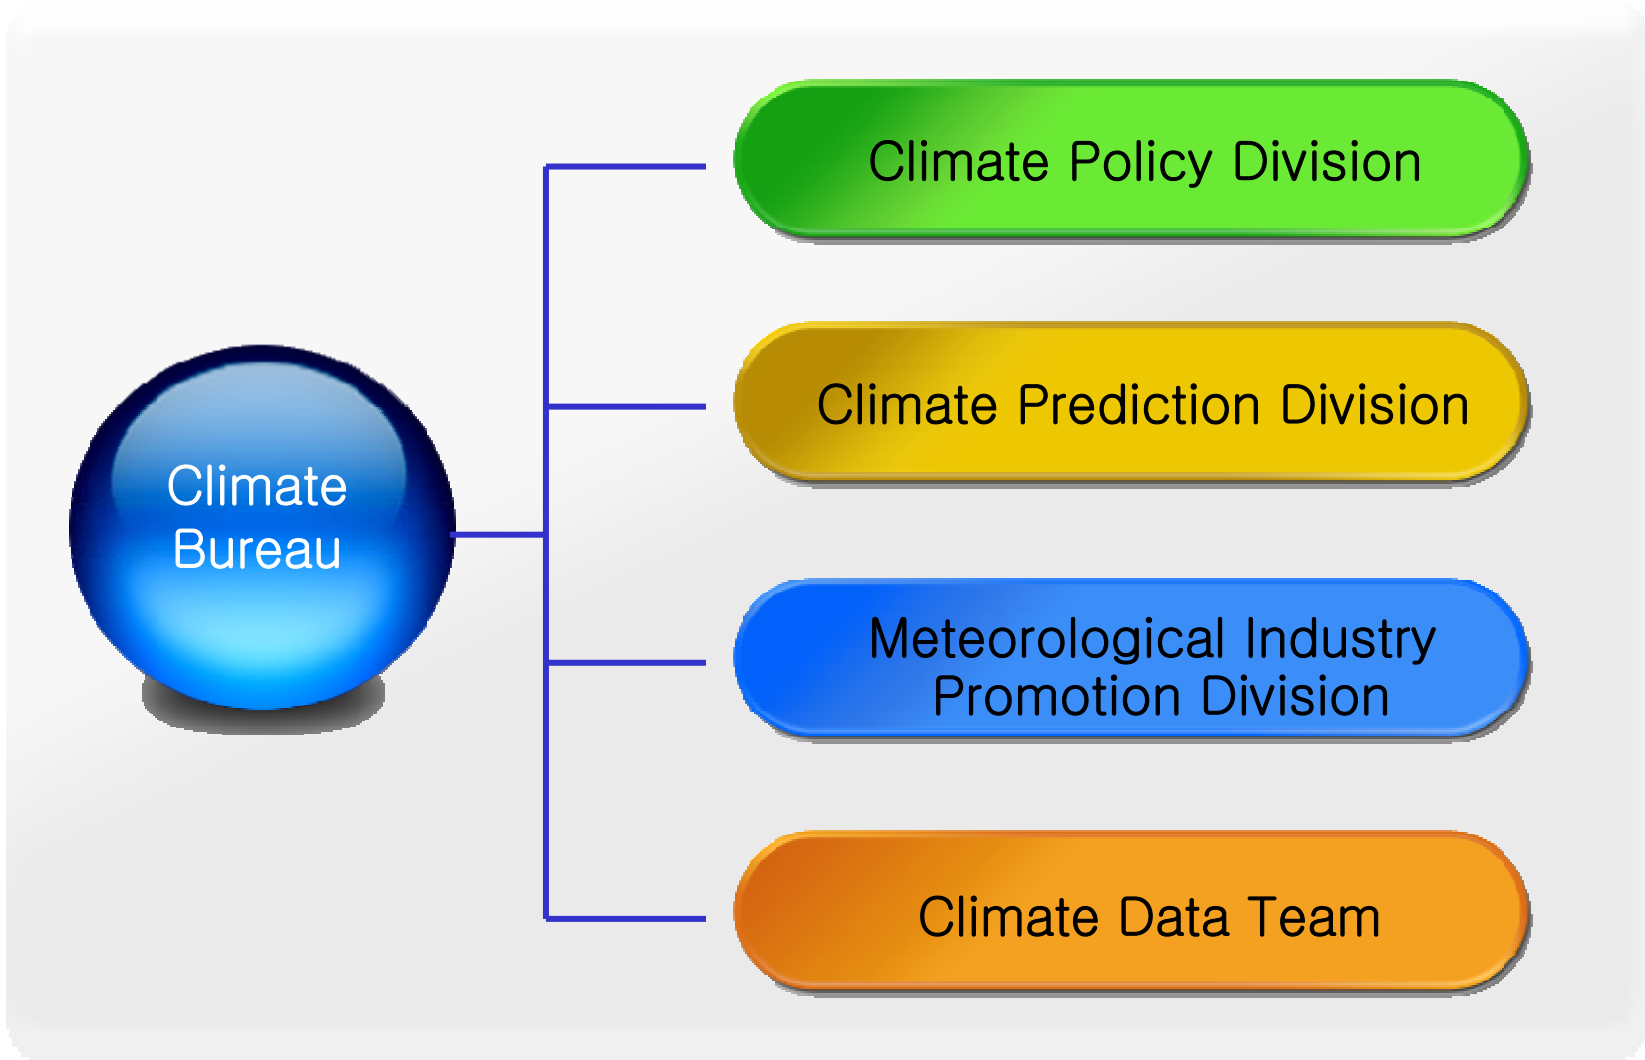 Climate Policy Division
Climate Prediction Division
Climate
Bureau
Meteorological Industry
Promotion Division
Climate Data Team